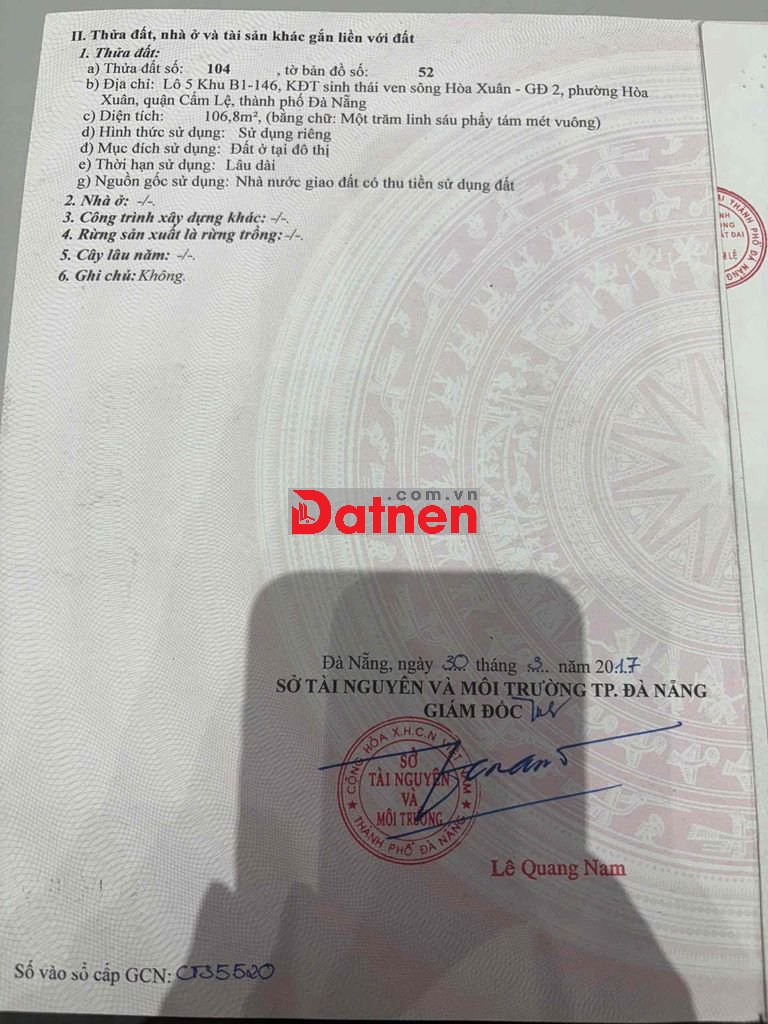 II. Thửa đất, nhà ở và tài sản khác gắn liền với đất
1. Thửa đất:
a) Thửa đất số: 104 , tờ bản đồ số: 52
b) Địa chỉ: Lô 5 Khu B1-146, KĐT sinh thái ven sông Hòa Xuân - GĐ 2, phường Hòa
Xuân, quận Cẩm Lệ, thành phố Đà Nẵng
c) Diện tích: 106,8m², (bằng chữ: Một trăm linh sáu phẩy tám mét vuông)
d) Hình thức sử dụng: Sử dụng riêng
đ) Mục đích sử dụng: Đất ở tại đô thị
e) Thời hạn sử dụng: Lâu dài
g) Nguồn gốc sử dụng: Nhà nước giao đất có thu tiền sử dụng đất
2. Nhà ở: -/-.
3. Công trình xây dựng khác: -/-.
4. Rừng sản xuất là rừng trồng: -/-.
5. Cây lâu năm: -/-.
6. Ghi chú: Không.
Datnen
.com.vn
Đà Nẵng, ngày 30 tháng 3 năm 2017
SỞ TÀI NGUYÊN VÀ MÔI TRƯỜNG TP. ĐÀ NẴNG
GIÁM ĐỐC
CỘNG HÒA X.H.C.N VIỆT NAM
SỞ
TÀI NGUYÊN
VÀ
MÔI TRƯỜNG
THÀNH PHỐ ĐÀ NẴNG
Lê Quang Nam
Số vào sổ cấp GCN: CT35520